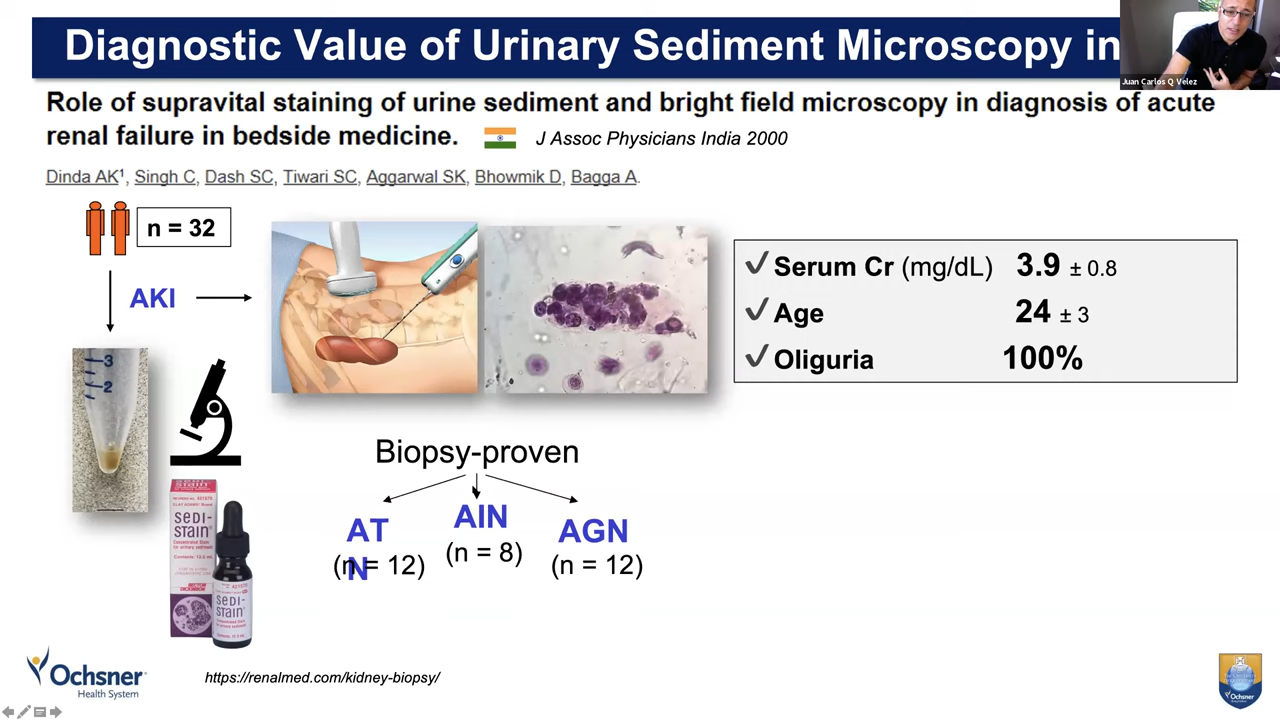 Diagnostic Value of Urinary Sediment Microscopy in
Juan Carlos Q Velez
Role of supravital staining of urine sediment and bright field microscopy in diagnosis of acute
renal failure in bedside medicine.
J Assoc Physicians India 2000
Dinda AK¹, Singh C, Dash SC, Tiwari SC, Aggarwal SK, Bhowmik D, Bagga A.
n = 32
AKI
✓ Serum Cr (mg/dL) 3.9 ± 0.8
✓ Age 24 ± 3
✓ Oliguria 100%
3
2
Biopsy-proven
ATN
(n = 12)
AIN
(n = 8)
AGN
(n = 12)
SEDI-
STAIN
SEDI-
STAIN
Ochsner
Health System
https://renalmed.com/kidney-biopsy/